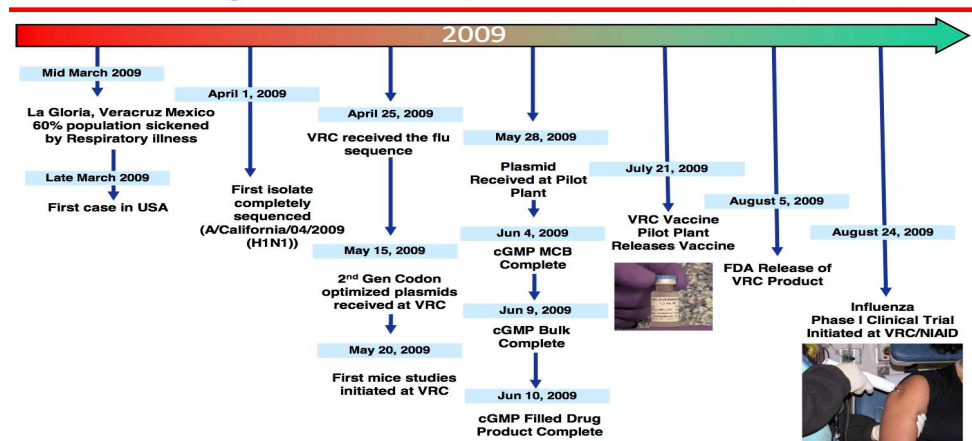 2009
Mid March 2009
La Gloria, Veracruz Mexico
60% population sickened
by Respiratory illness
Late March 2009
First case in USA
April 1, 2009
First isolate
completely
sequenced
(A/California/04/2009
(H1N1))
April 25, 2009
VRC received the flu
sequence
May 15, 2009
2nd Gen Codon
optimized plasmids
received at VRC
May 20, 2009
First mice studies
initiated at VRC
May 28, 2009
Plasmid
Received at Pilot
Plant
Jun 4, 2009
cGMP MCB
Complete
Jun 9, 2009
cGMP Bulk
Complete
Jun 10, 2009
cGMP Filled Drug
Product Complete
July 21, 2009
VRC Vaccine
Pilot Plant
Releases Vaccine
August 5, 2009
FDA Release of
VRC Product
August 24, 2009
Influenza
Phase I Clinical Trial
Initiated at VRC/NIAID